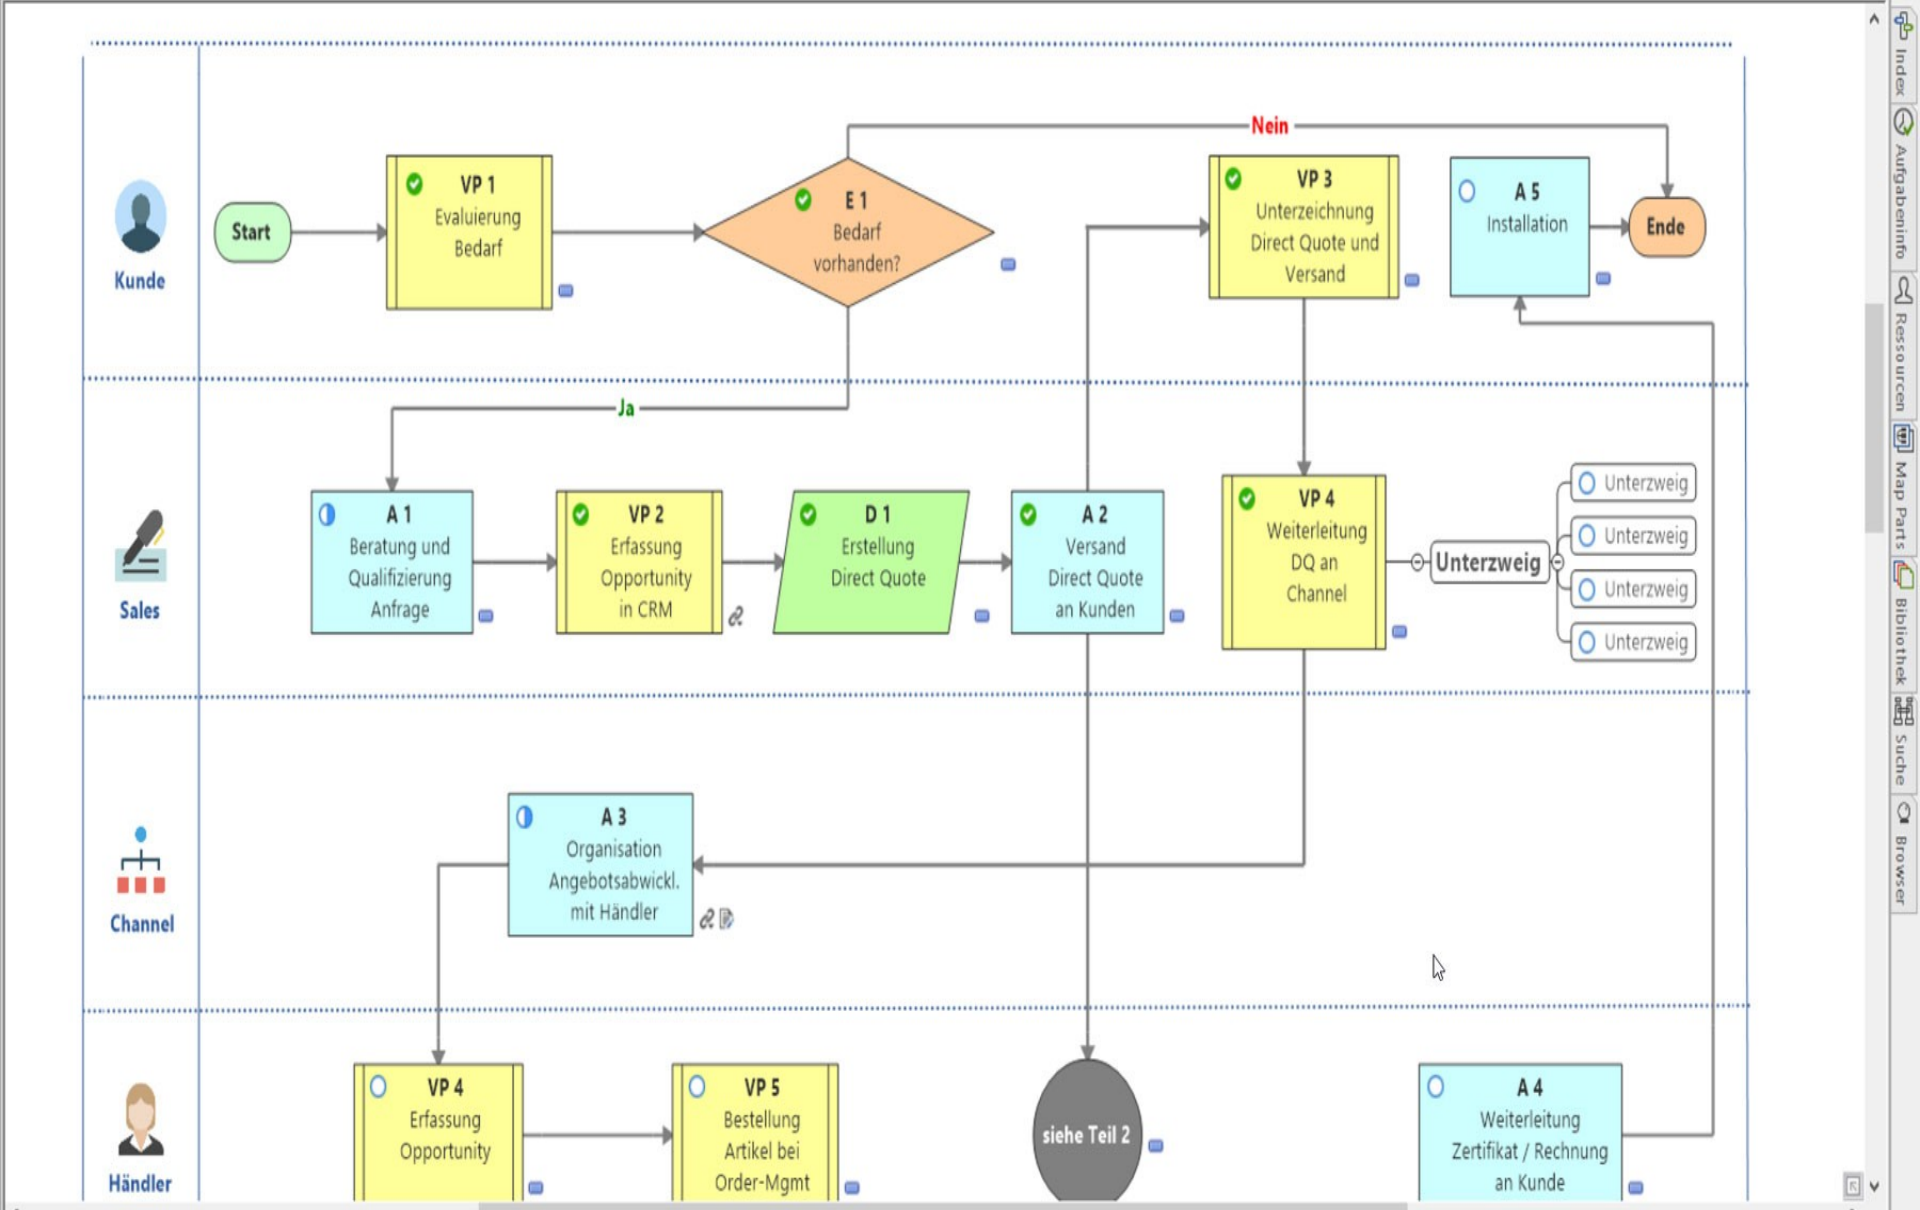 Nein
VP 1
Evaluierung
Bedarf
E 1
Bedarf
vorhanden?
VP 3
Unterzeichnung
Direct Quote und
Versand
A 5
Installation
Start
Ende
Kunde
Ja
A 1
Beratung und
Qualifizierung
Anfrage
VP 2
Erfassung
Opportunity
in CRM
D 1
Erstellung
Direct Quote
A 2
Versand
Direct Quote
an Kunden
VP 4
Weiterleitung
DQ an
Channel
Unterzweig
Unterzweig
Unterzweig
Unterzweig
Unterzweig
Sales
A 3
Organisation
Angebotsabwickl.
mit Händler
Channel
VP 4
Erfassung
Opportunity
VP 5
Bestellung
Artikel bei
Order-Mgmt
siehe Teil 2
A 4
Weiterleitung
Zertifikat / Rechnung
an Kunde
Händler
Index
Aufgabeninfo
Ressourcen
Map Parts
Bibliothek
Suche
Browser